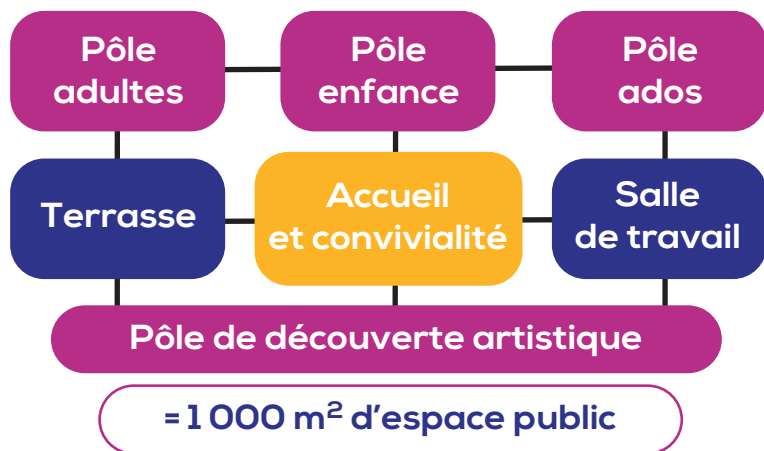 Pôle
adultes
Pôle
enfance
Pôle
ados
Terrasse
Accueil
et convivialité
Salle
de travail
Pôle de découverte artistique
= 1 000 m² d’espace public